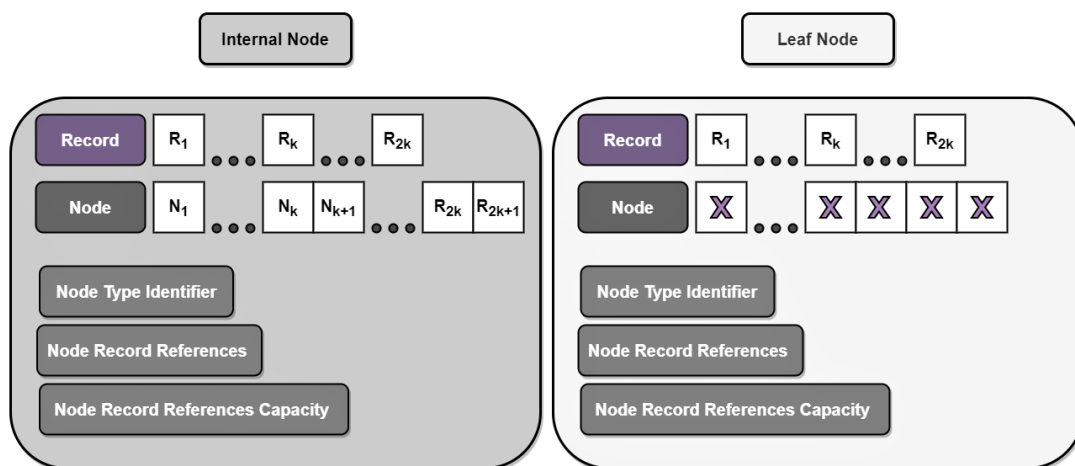 Internal Node
Leaf Node
Record R₁ ... Rₖ ... R₂ₖ
Node N₁ ... Nₖ Nₖ₊₁ ... R₂ₖ R₂ₖ₊₁
Node Type Identifier
Node Record References
Node Record References Capacity
Record R₁ ... Rₖ ... R₂ₖ
Node X ... X X X X
Node Type Identifier
Node Record References
Node Record References Capacity